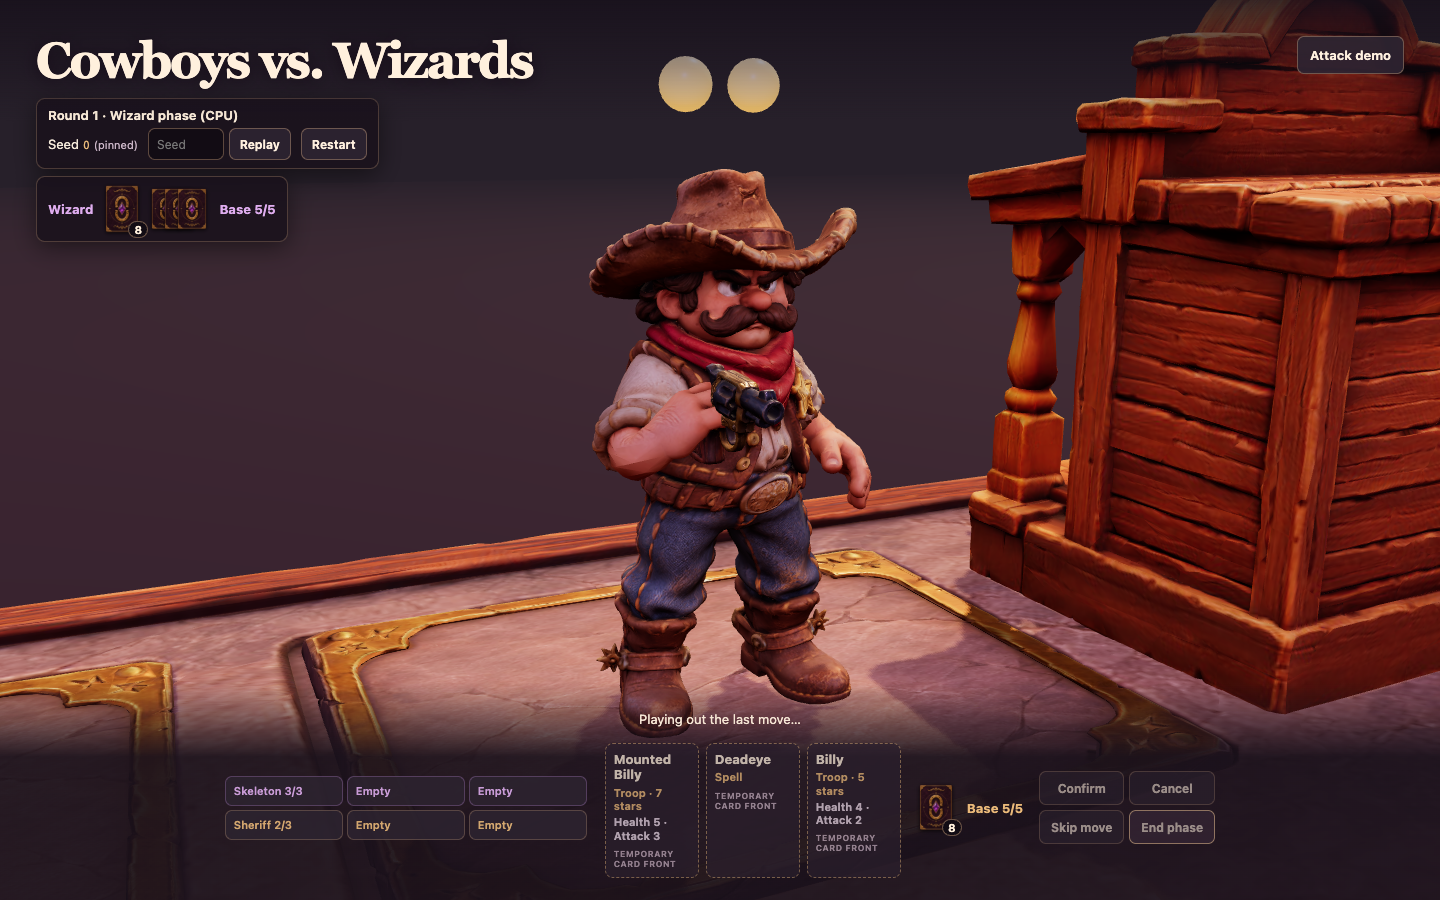 Cowboys vs. Wizards
Attack demo
Round 1 · Wizard phase (CPU)
Seed 0 (pinned) Seed Replay Restart
Wizard 8 Base 5/5
Playing out the last move...
Skeleton 3/3 Empty Empty
Sheriff 2/3 Empty Empty
Mounted
Billy
Troop · 7
stars
Health 5 ·
Attack 3
TEMPORARY
CARD FRONT
Deadeye
Spell
TEMPORARY
CARD FRONT
Billy
Troop · 5
stars
Health 4 ·
Attack 2
TEMPORARY
CARD FRONT
8 Base 5/5
Confirm Cancel
Skip move End phase